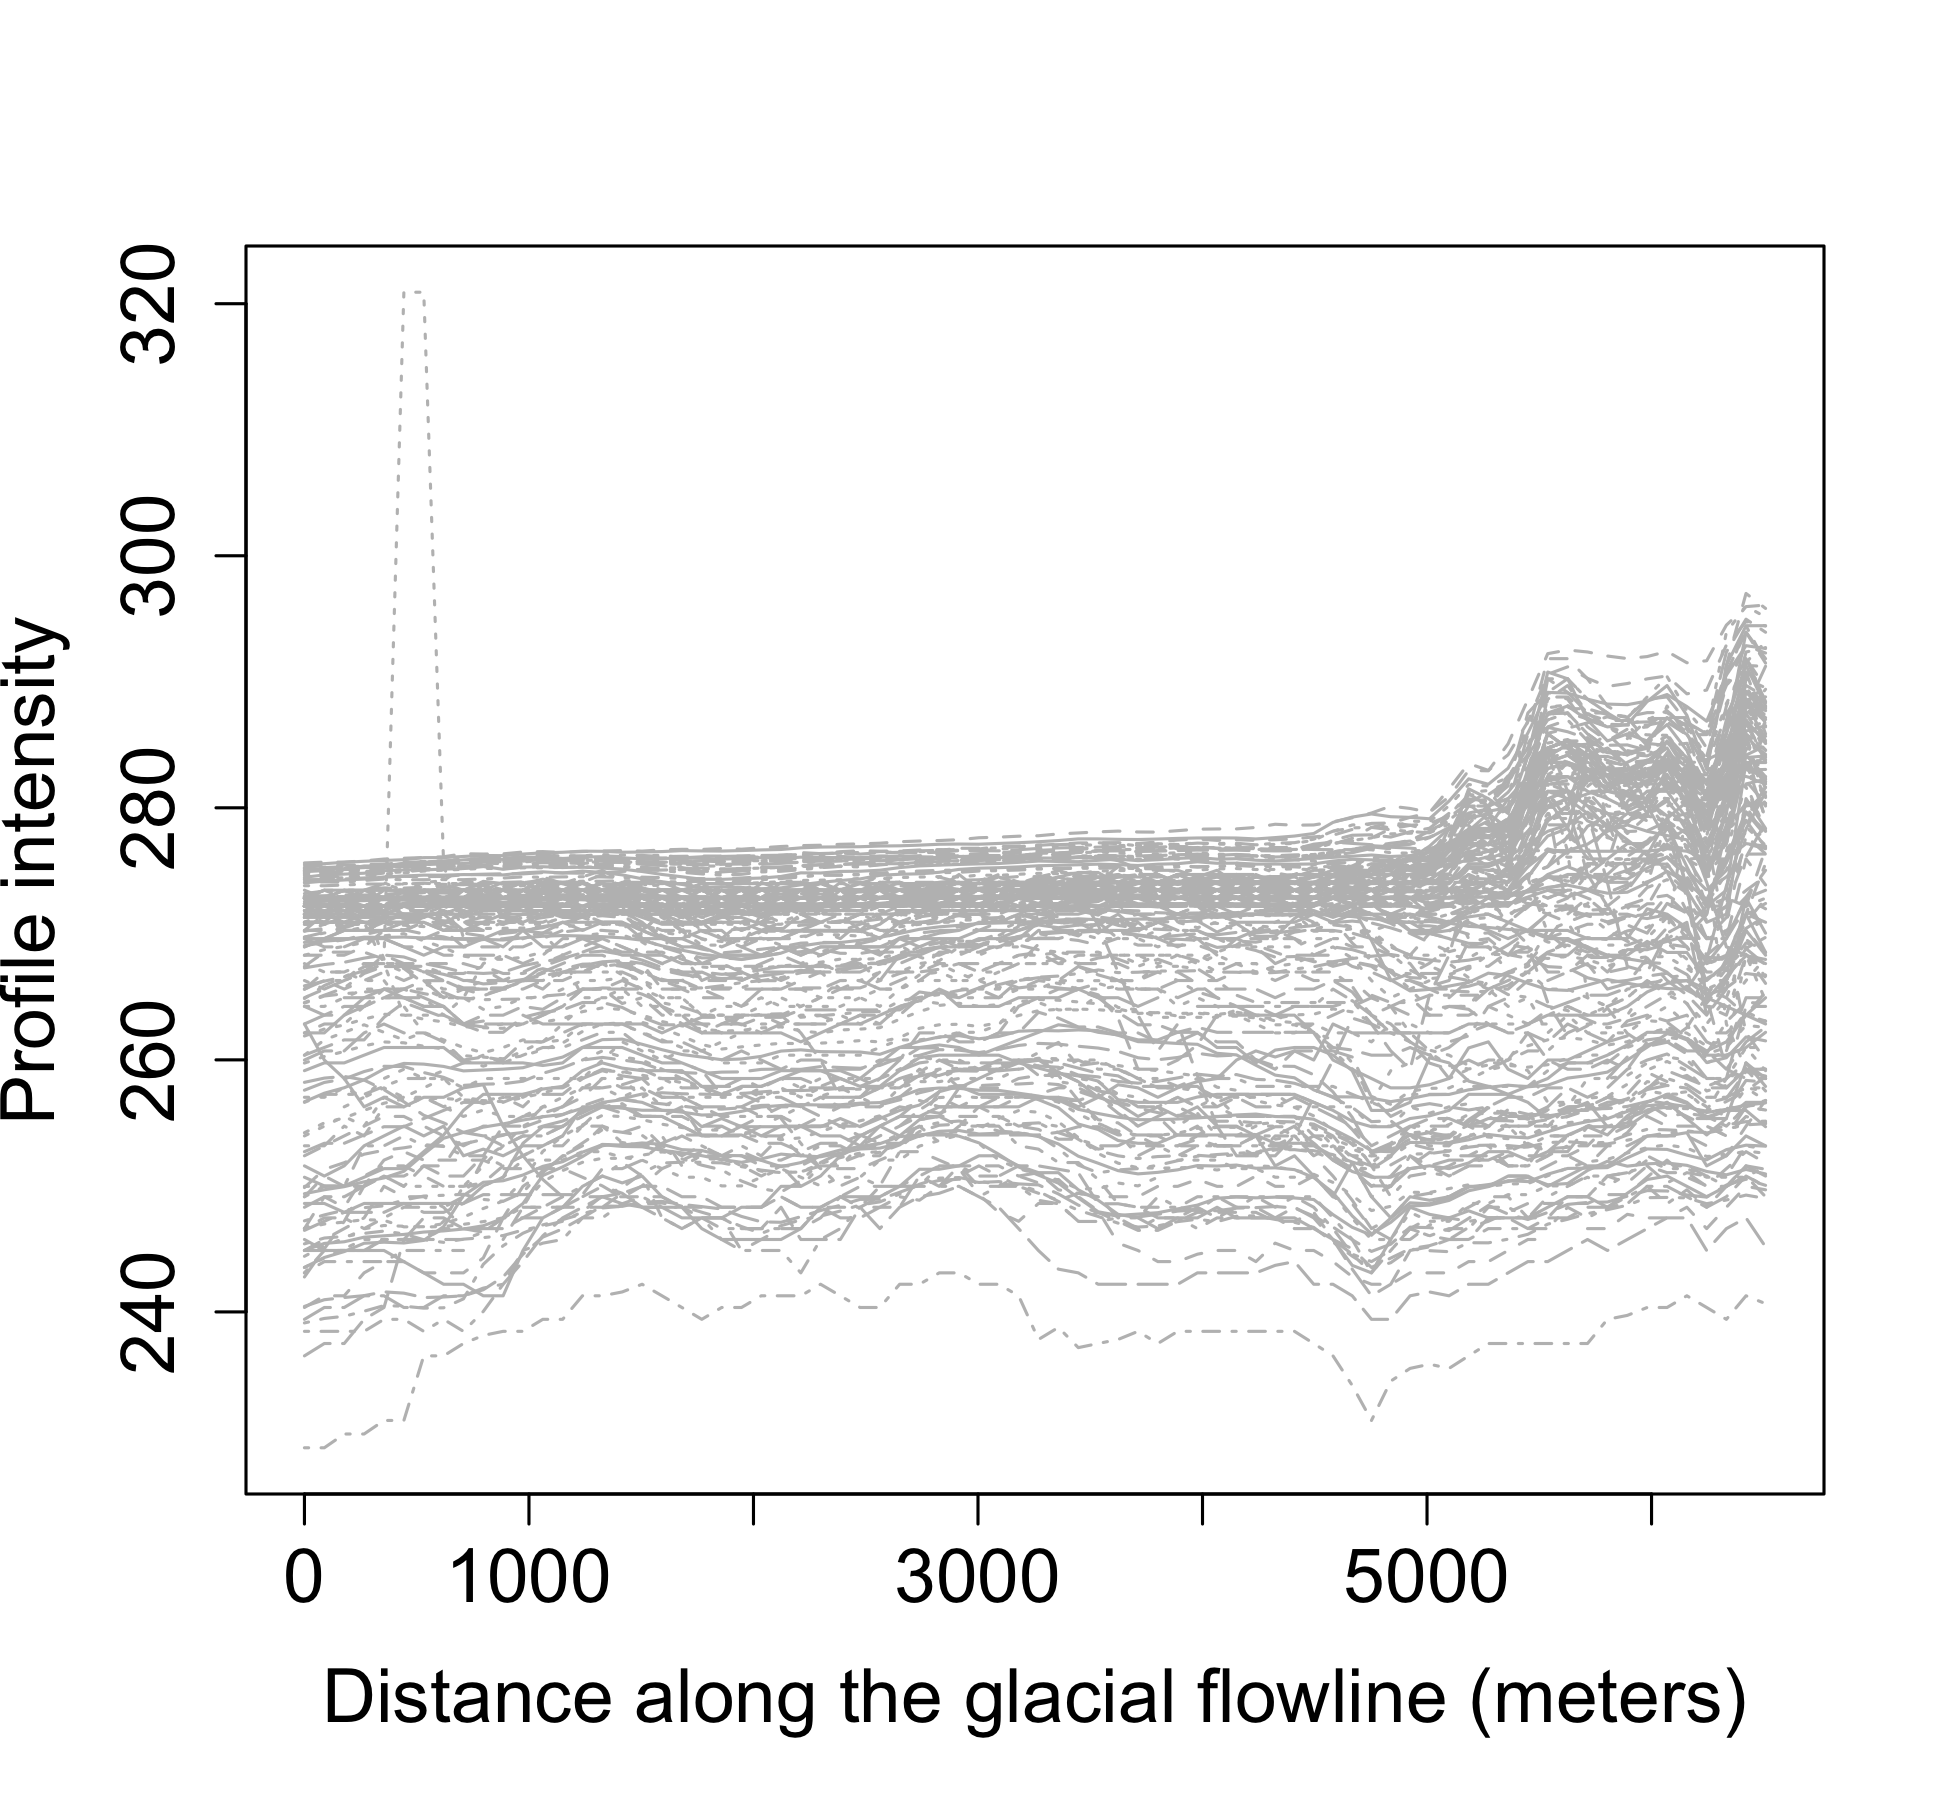 320
300
280
260
240
Profile intensity
0 1000 3000 5000
Distance along the glacial flowline (meters)